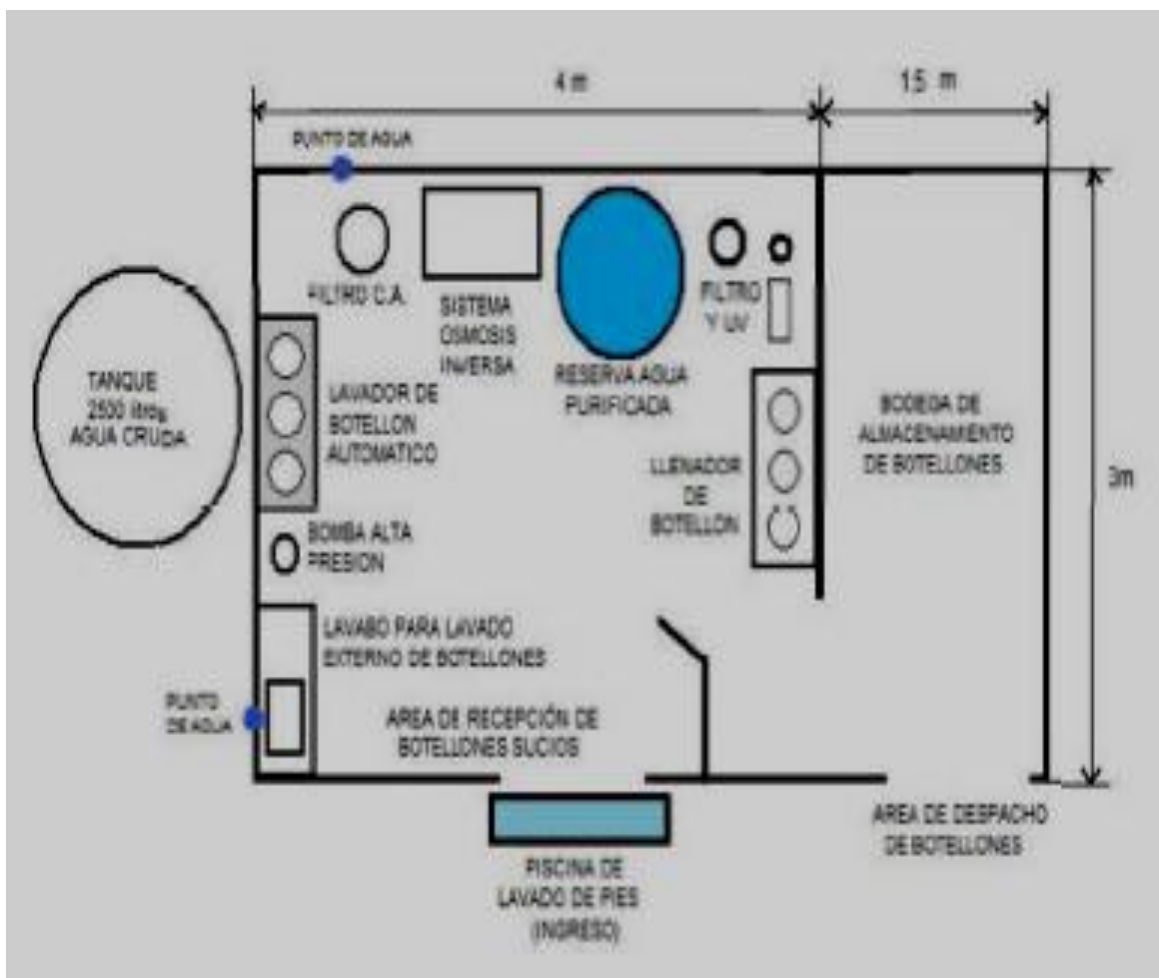 4 m
1.5 m
PUNTO DE AGUA
FILTRO C.A.
SISTEMA
OSMOSIS
INVERSA
RESERVA AGUA
PURIFICADA
FILTRO
Y UV
TANQUE
2500 litros
AGUA CRUDA
LAVADOR DE
BOTELLON
AUTOMATICO
LLENADOR
DE
BOTELLON
BODEGA DE
ALMACENAMIENTO
DE BOTELLONES
3m
BOMBA ALTA
PRESION
LAVABO PARA LAVADO
EXTERNO DE BOTELLONES
PUNTO
DE AGUA
AREA DE RECEPCIÓN DE
BOTELLONES SUCIOS
AREA DE DESPACHO
DE BOTELLONES
PISCINA DE
LAVADO DE PIES
(INGRESO)